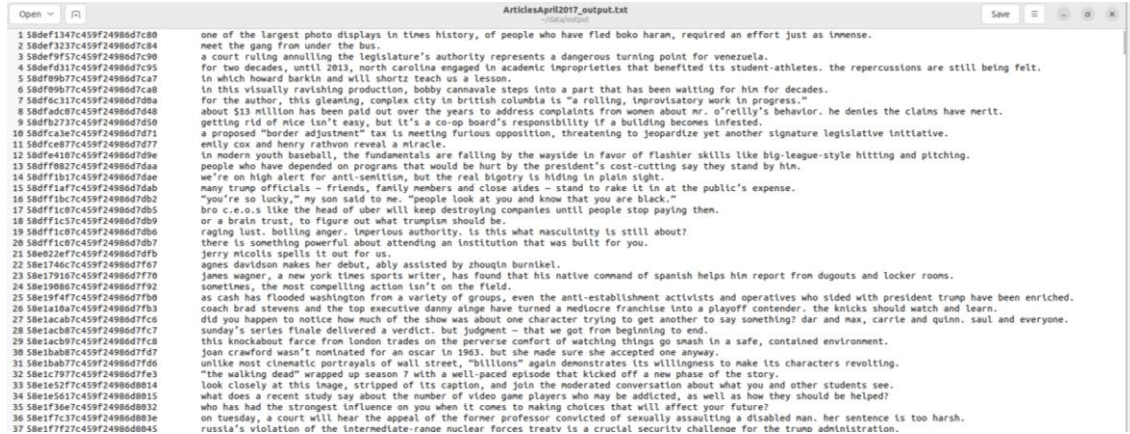 Open
ArticlesApril2017_output.txt
~/data/output
Save
1 58def1347c459f24986d7c80 one of the largest photo displays in times history, of people who have fled boko haram, required an effort just as immense.
2 58def3237c459f24986d7c84 meet the gang from under the bus.
3 58def9f57c459f24986d7c90 a court ruling annulling the legislature's authority represents a dangerous turning point for venezuela.
4 58defd317c459f24986d7c95 for two decades, until 2013, north carolina engaged in academic improprieties that benefited its student-athletes. the repercussions are still being felt.
5 58df09b77c459f24986d7ca7 in which howard barkin and will shortz teach us a lesson.
6 58df09b77c459f24986d7ca8 in this visually ravishing production, bobby cannavale steps into a part that has been waiting for him for decades.
7 58df6c317c459f24986d7d0a for the author, this gleaming, complex city in british columbia is “a rolling, improvisatory work in progress.”
8 58dfadc07c459f24986d7d48 about $13 million has been paid out over the years to address complaints from women about mr. o'reilly's behavior. he denies the claims have merit.
9 58dfb2737c459f24986d7d50 getting rid of mice isn't easy, but it's a co-op board's responsibility if a building becomes infested.
10 58dfca3e7c459f24986d7d71 a proposed “border adjustment” tax is meeting furious opposition, threatening to jeopardize yet another signature legislative initiative.
11 58dfce877c459f24986d7d77 emily cox and henry rathvon reveal a miracle.
12 58dfe4107c459f24986d7d9e in modern youth baseball, the fundamentals are falling by the wayside in favor of flashier skills like big-league-style hitting and pitching.
13 58dff0827c459f24986d7daa people who have depended on programs that would be hurt by the president's cost-cutting say they stand by him.
14 58dff1b17c459f24986d7dae we're on high alert for anti-semitism, but the real bigotry is hiding in plain sight.
15 58dff1af7c459f24986d7dab many trump officials — friends, family members and close aides — stand to rake it in at the public's expense.
16 58dff1bc7c459f24986d7db2 “you're so lucky,” my son said to me. “people look at you and know that you are black.”
17 58dff1c07c459f24986d7db5 bro c.e.o.s like the head of uber will keep destroying companies until people stop paying them.
18 58dff1c57c459f24986d7db9 or a brain trust, to figure out what trumpism should be.
19 58dff1c07c459f24986d7db6 raging lust. boiling anger. imperious authority. is this what masculinity is still about?
20 58dff1c07c459f24986d7db7 there is something powerful about attending an institution that was built for you.
21 58e022ef7c459f24986d7dfb jerry micolis spells it out for us.
22 58e1746c7c459f24986d7f67 agnes davidson makes her debut, ably assisted by zhouqin burnikel.
23 58e179167c459f24986d7f70 james wagner, a new york times sports writer, has found that his native command of spanish helps him report from dugouts and locker rooms.
24 58e190867c459f24986d7f92 sometimes, the most compelling action isn't on the field.
25 58e19f4f7c459f24986d7fb0 as cash has flooded washington from a variety of groups, even the anti-establishment activists and operatives who sided with president trump have been enriched.
26 58e1a10a7c459f24986d7fb3 coach brad stevens and the top executive danny ainge have turned a mediocre franchise into a playoff contender. the knicks should watch and learn.
27 58e1acab7c459f24986d7fc6 did you happen to notice how much of the show was about one character trying to get another to say something? dar and max, carrie and quinn. saul and everyone.
28 58e1acb87c459f24986d7fc7 sunday's series finale delivered a verdict. but judgment — that we got from beginning to end.
29 58e1acb97c459f24986d7fc8 this knockabout farce from london trades on the perverse comfort of watching things go smash in a safe, contained environment.
30 58e1bab87c459f24986d7fd7 joan crawford wasn't nominated for an oscar in 1963. but she made sure she accepted one anyway.
31 58e1bab77c459f24986d7fd6 unlike most cinematic portrayals of wall street, “billions” again demonstrates its willingness to make its characters revolting.
32 58e1c7977c459f24986d7fe3 “the walking dead” wrapped up season 7 with a well-paced episode that kicked off a new phase of the story.
33 58e1e52f7c459f24986d8014 look closely at this image, stripped of its caption, and join the moderated conversation about what you and other students see.
34 58e1e5617c459f24986d8015 what does a recent study say about the number of video game players who may be addicted, as well as how they should be helped?
35 58e1f36e7c459f24986d8032 who has had the strongest influence on you when it comes to making choices that will affect your future?
36 58e1f7c37c459f24986d803e on tuesday, a court will hear the appeal of the former professor convicted of sexually assaulting a disabled man. her sentence is too harsh.
37 58e1f7f27c459f24986d8045 russia's violation of the intermediate-range nuclear forces treaty is a crucial security challenge for the trump administration.